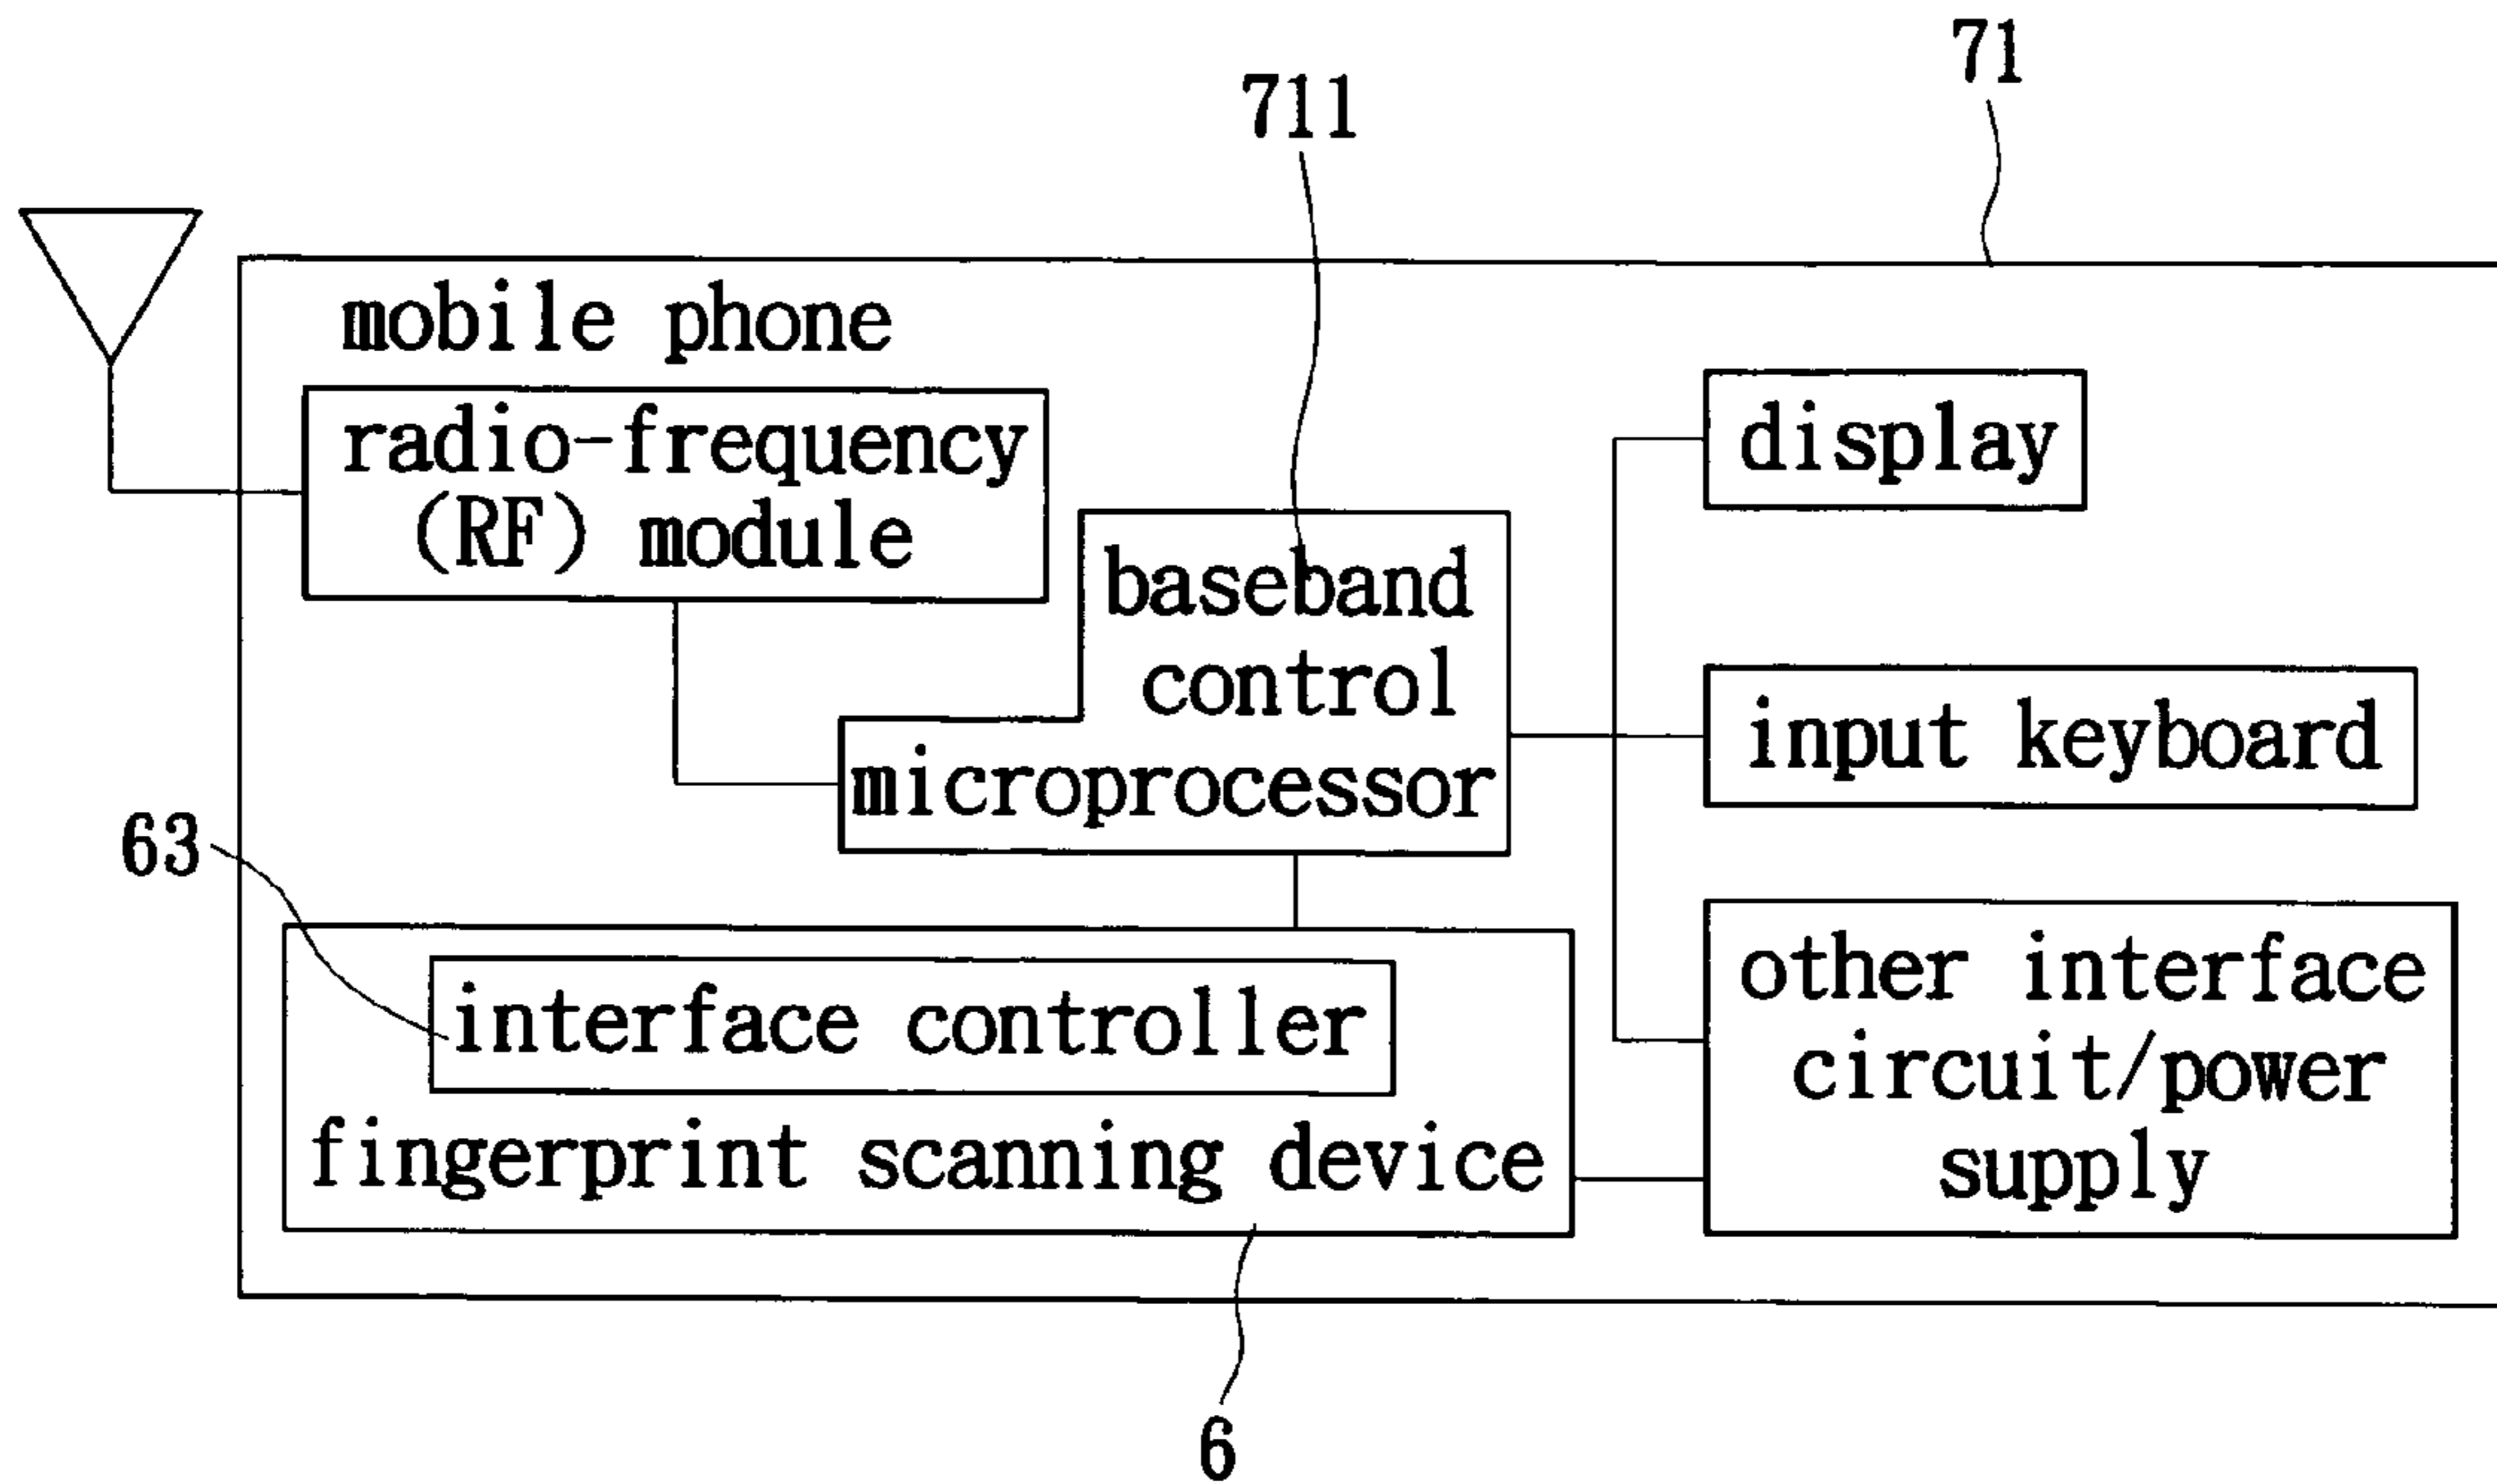 71
711
mobile phone
radio-frequency
(RF) module
display
baseband
control
microprocessor
input keyboard
63
interface controller
fingerprint scanning device
other interface
circuit/power
supply
6